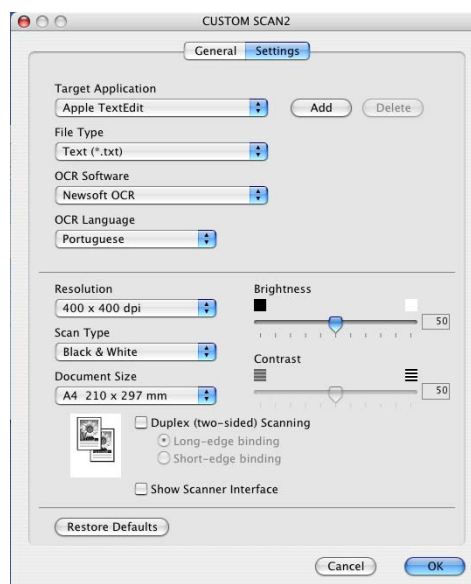 CUSTOM SCAN2
General Settings
Target Application
Apple TextEdit Add Delete
File Type
Text (*.txt)
OCR Software
Newsoft OCR
OCR Language
Portuguese
Resolution Brightness
400 x 400 dpi
50
Scan Type
Black & White
Contrast
Document Size
A4 210 x 297 mm 50
Duplex (two-sided) Scanning
Long-edge binding
Short-edge binding
Show Scanner Interface
Restore Defaults
Cancel OK